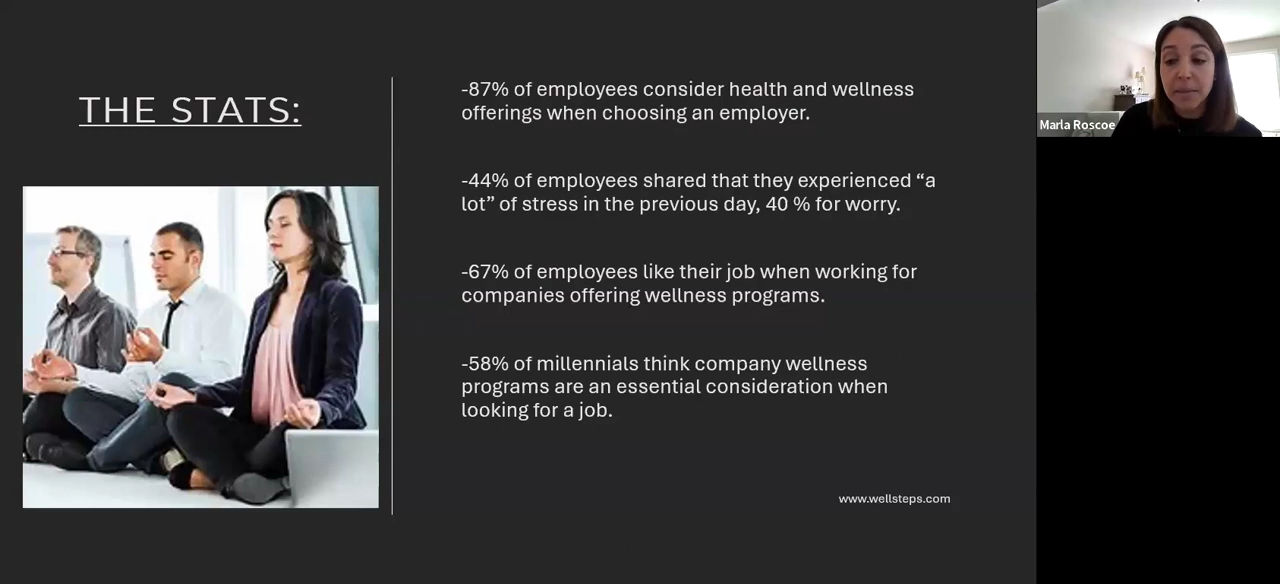 THE STATS:
-87% of employees consider health and wellness
offerings when choosing an employer.
-44% of employees shared that they experienced “a
lot” of stress in the previous day, 40 % for worry.
-67% of employees like their job when working for
companies offering wellness programs.
-58% of millennials think company wellness
programs are an essential consideration when
looking for a job.
www.wellsteps.com
Marla Roscoe